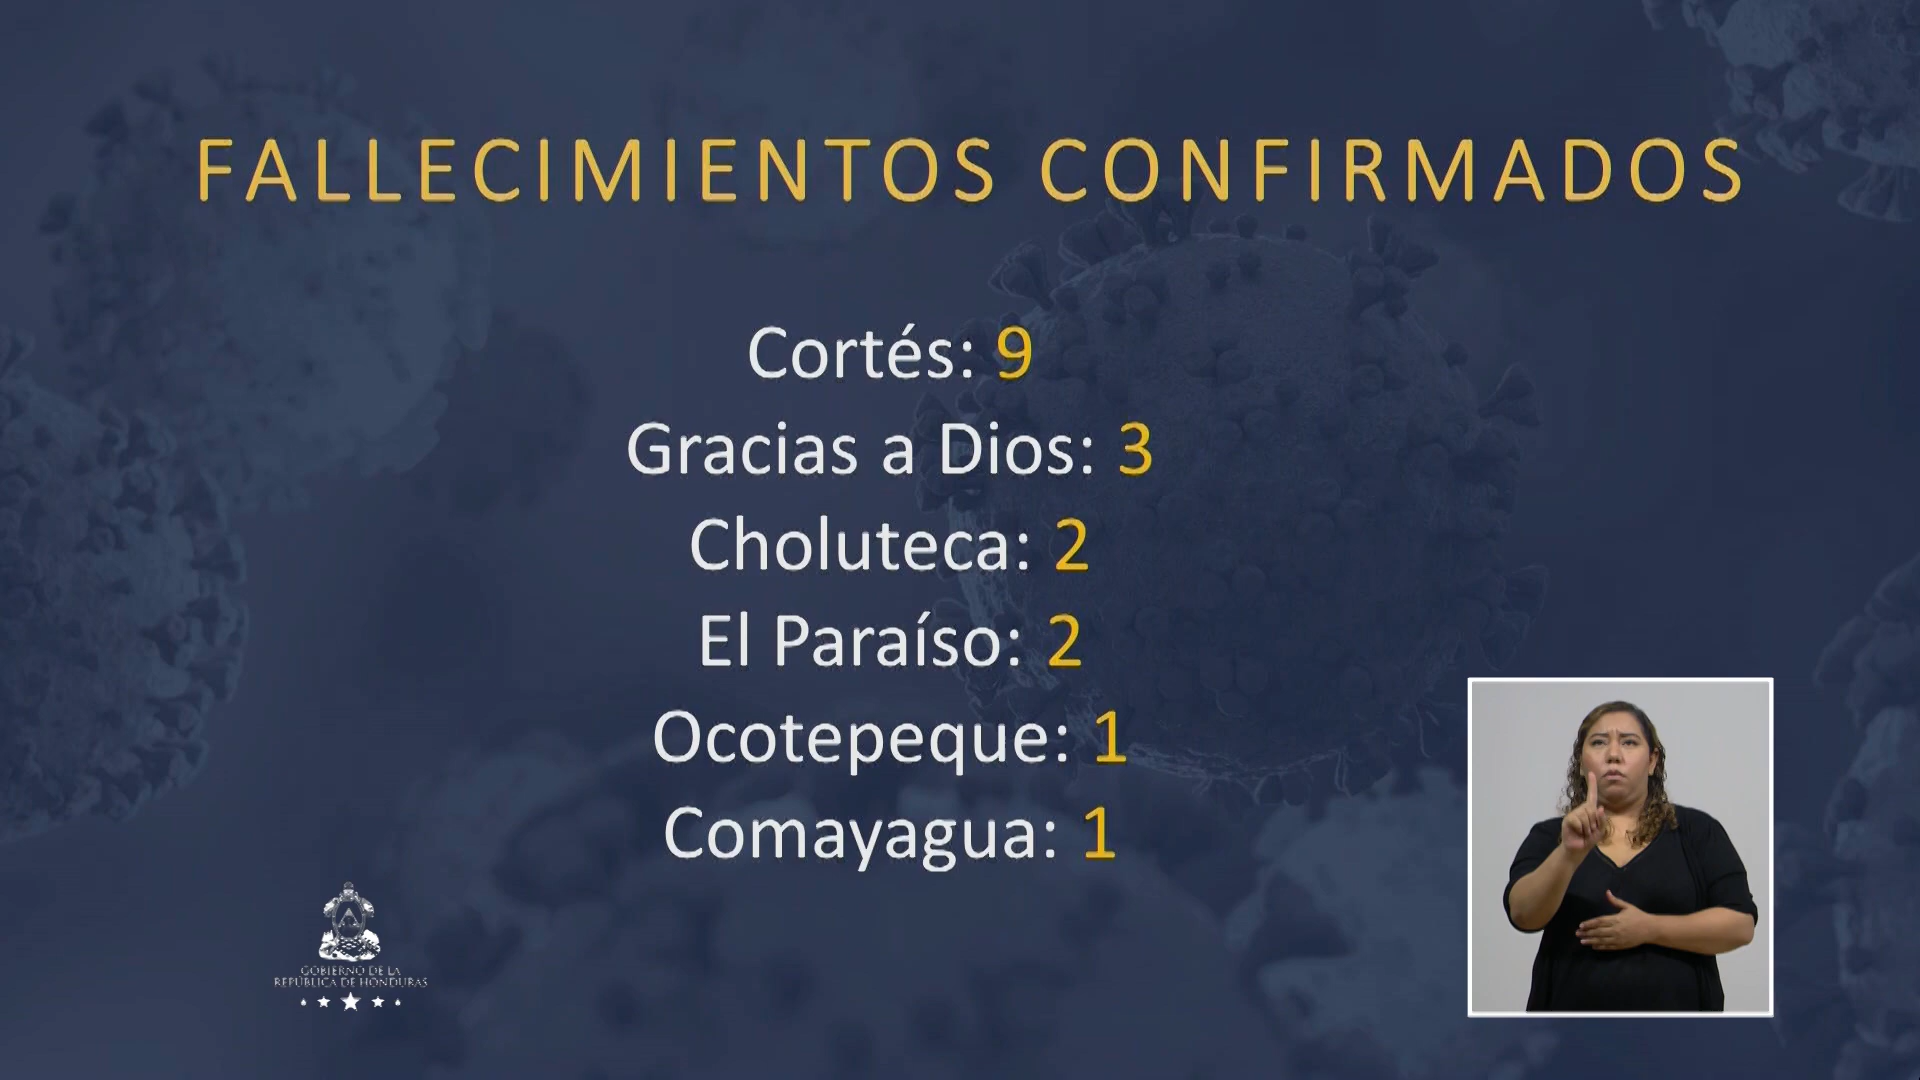 FALLECIMIENTOS CONFIRMADOS
Cortés: 9
Gracias a Dios: 3
Choluteca: 2
El Paraíso: 2
Ocotepeque: 1
Comayagua: 1
GOBIERNO DE LA
REPÚBLICA DE HONDURAS